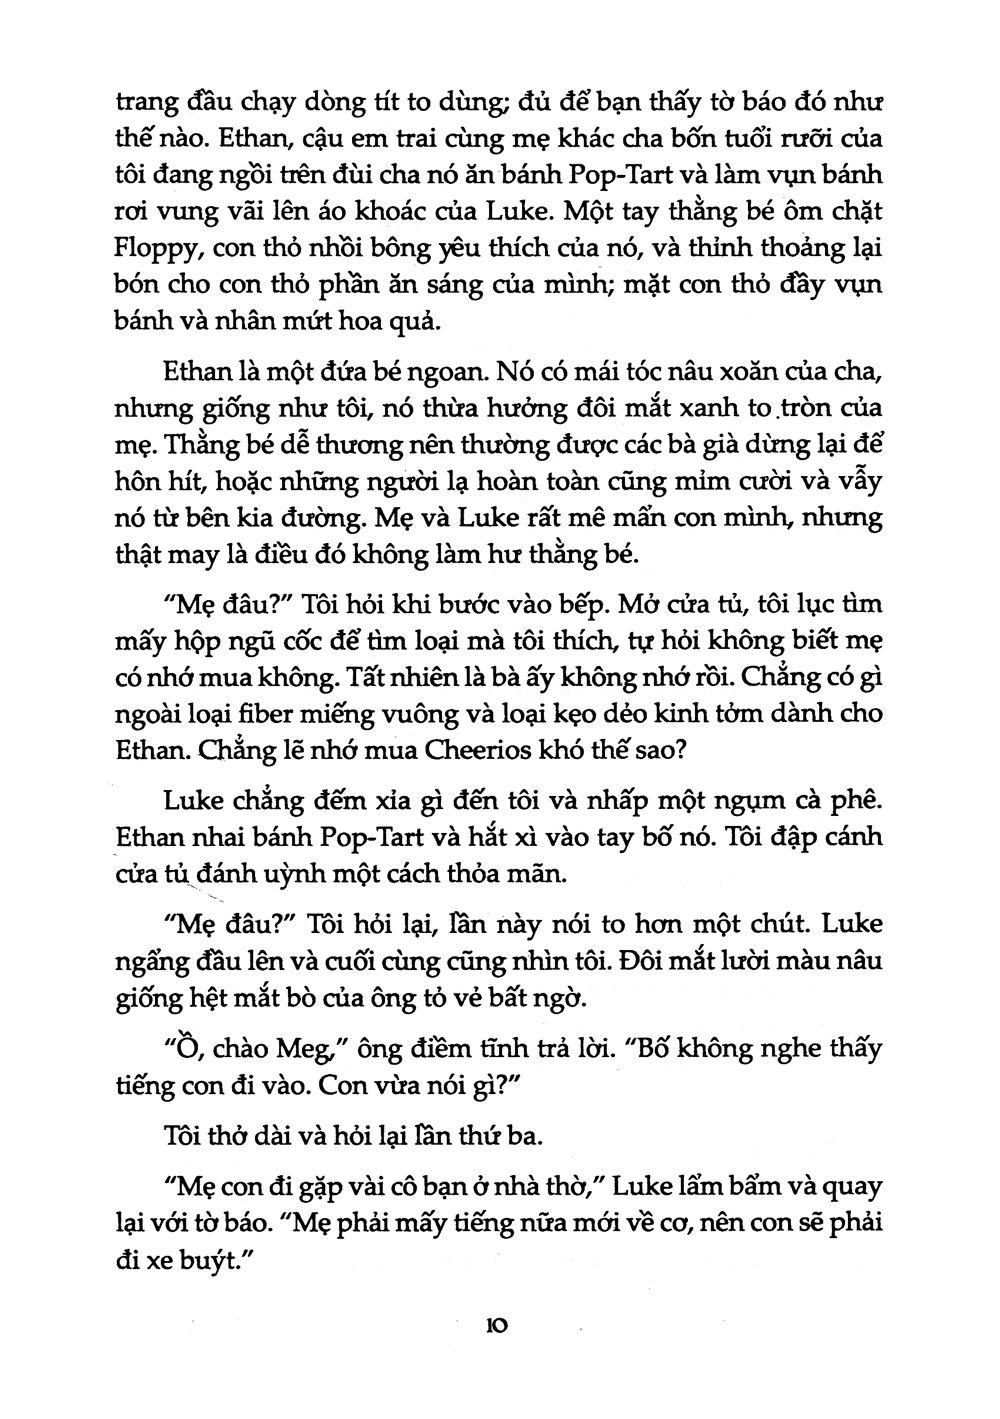 trang đầu chạy dòng tít to dùng; đủ để bạn thấy tờ báo đó như
thế nào. Ethan, cậu em trai cùng mẹ khác cha bốn tuổi rưỡi của
tôi đang ngồi trên đùi cha nó ăn bánh Pop-Tart và làm vụn bánh
rơi vung vãi lên áo khoác của Luke. Một tay thằng bé ôm chặt
Floppy, con thỏ nhồi bông yêu thích của nó, và thỉnh thoảng lại
bón cho con thỏ phần ăn sáng của mình; mặt con thỏ đầy vụn
bánh và nhân mứt hoa quả.
Ethan là một đứa bé ngoan. Nó có mái tóc nâu xoăn của cha,
nhưng giống như tôi, nó thừa hưởng đôi mắt xanh to tròn của
mẹ. Thằng bé dễ thương nên thường được các bà già dừng lại để
hôn hít, hoặc những người lạ hoàn toàn cũng mỉm cười và vẫy
nó từ bên kia đường. Mẹ và Luke rất mê mẩn con mình, nhưng
thật may là điều đó không làm hư thằng bé.
"Mẹ đâu?" Tôi hỏi khi bước vào bếp. Mở cửa tủ, tôi lục tìm
mấy hộp ngũ cốc để tìm loại mà tôi thích, tự hỏi không biết mẹ
có nhớ mua không. Tất nhiên là bà ấy không nhớ rồi. Chẳng có gì
ngoài loại fiber miếng vuông và loại kẹo dẻo kinh tởm dành cho
Ethan. Chẳng lẽ nhớ mua Cheerios khó thế sao?
Luke chẳng đếm xỉa gì đến tôi và nhấp một ngụm cà phê.
Ethan nhai bánh Pop-Tart và hắt xì vào tay bố nó. Tôi đập cánh
cửa tủ đánh uỳnh một cách thỏa mãn.
"Mẹ đâu?" Tôi hỏi lại, lần này nói to hơn một chút. Luke
ngẩng đầu lên và cuối cùng cũng nhìn tôi. Đôi mắt lười màu nâu
giống hệt mắt bò của ông tỏ vẻ bất ngờ.
"Ồ, chào Meg," ông điềm tĩnh trả lời. "Bố không nghe thấy
tiếng con đi vào. Con vừa nói gì?"
Tôi thở dài và hỏi lại lần thứ ba.
"Mẹ con đi gặp vài cô bạn ở nhà thờ," Luke lẩm bẩm và quay
lại với tờ báo. "Mẹ phải mấy tiếng nữa mới về cơ, nên con sẽ phải
đi xe buýt."
10